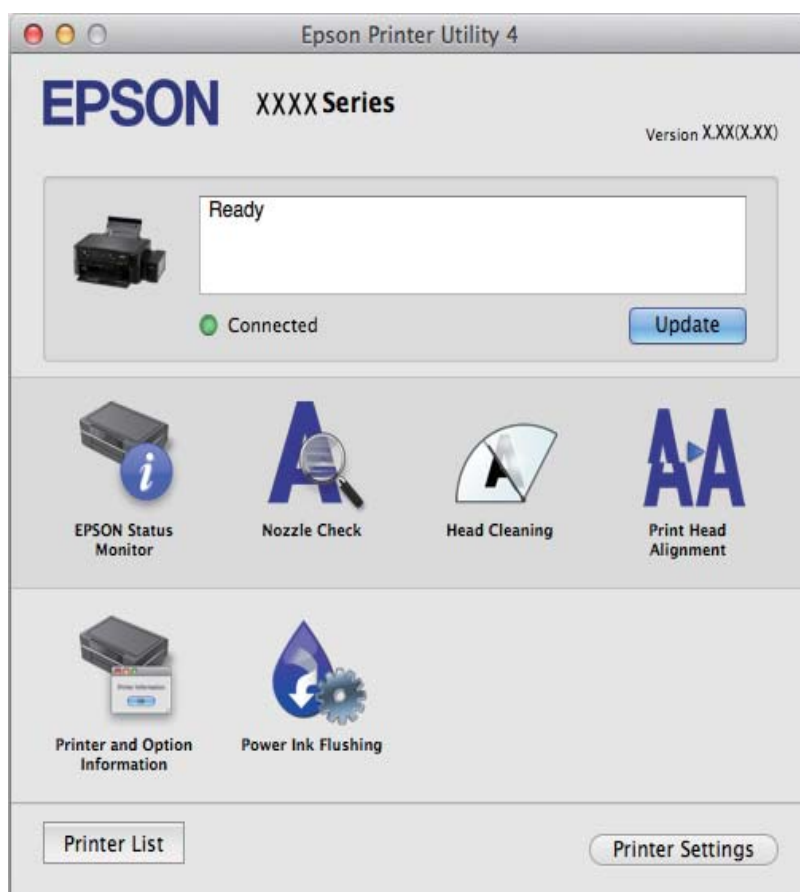 Epson Printer Utility 4
EPSON XXXX Series
Version X.XX(X.XX)
Ready
Connected
Update
EPSON Status
Monitor
Nozzle Check
Head Cleaning
Print Head
Alignment
Printer and Option
Information
Power Ink Flushing
Printer List
Printer Settings